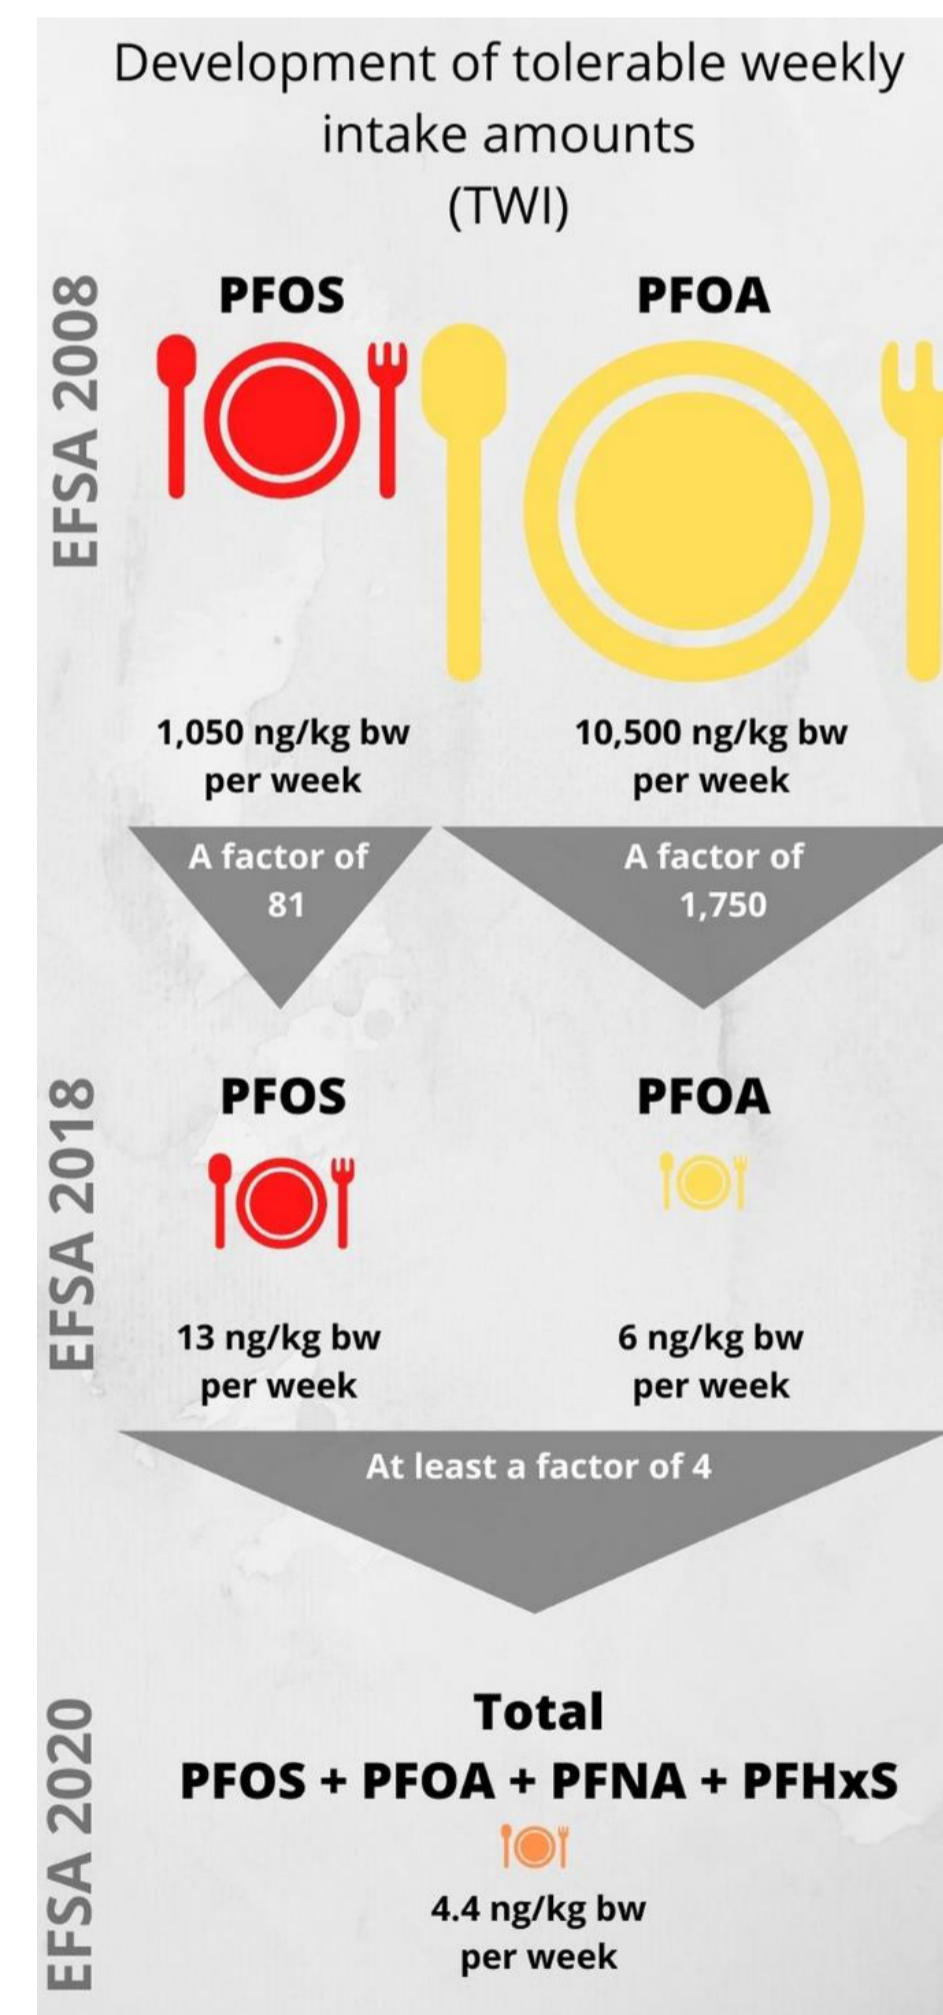 Development of tolerable weekly
intake amounts
(TWI)
EFSA 2008
PFOS
PFOA
1,050 ng/kg bw
per week
10,500 ng/kg bw
per week
A factor of
81
A factor of
1,750
EFSA 2018
PFOS
PFOA
13 ng/kg bw
per week
6 ng/kg bw
per week
At least a factor of 4
EFSA 2020
Total
PFOS + PFOA + PFNA + PFHxS
4.4 ng/kg bw
per week